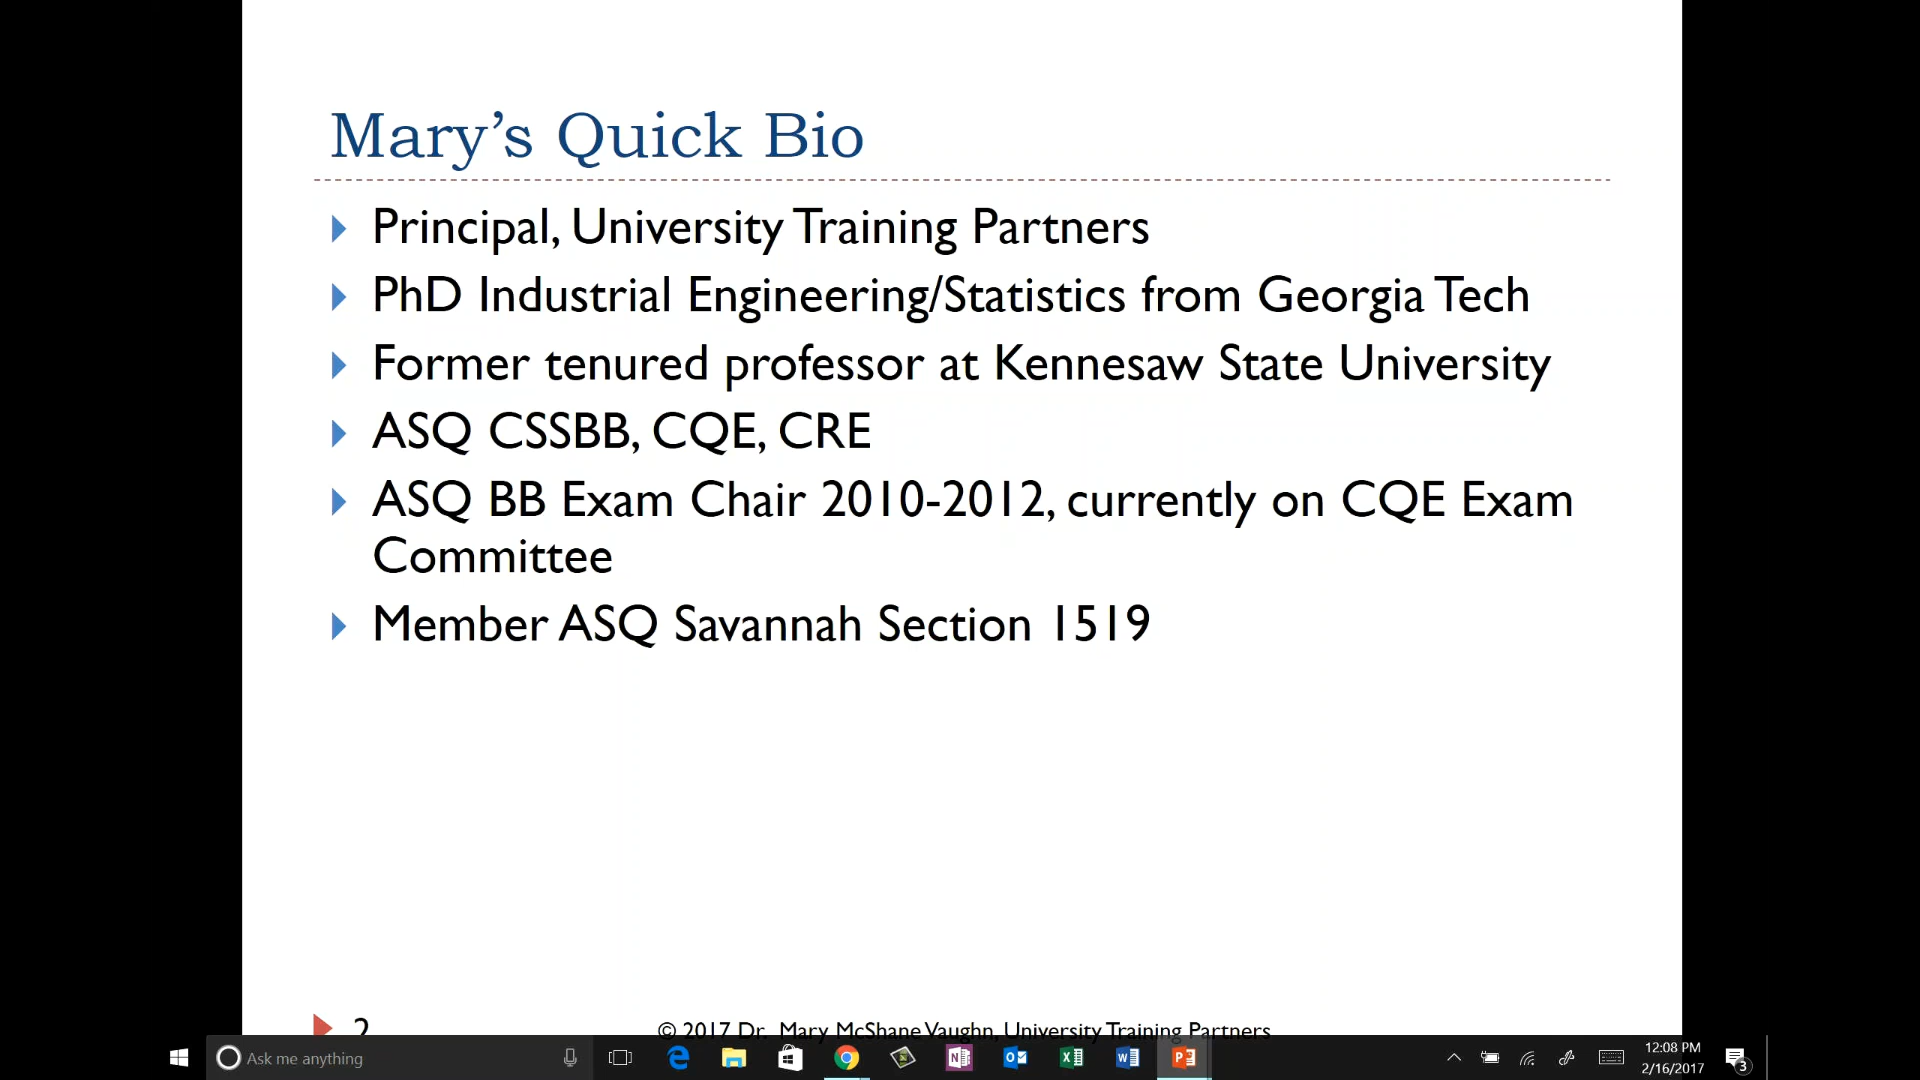 Mary’s Quick Bio
Principal, University Training Partners
PhD Industrial Engineering/Statistics from Georgia Tech
Former tenured professor at Kennesaw State University
ASQ CSSBB, CQE, CRE
ASQ BB Exam Chair 2010-2012, currently on CQE Exam
Committee
Member ASQ Savannah Section 1519
2
© 2017 Dr. Mary McShane Vaughn, University Training Partners
Ask me anything
12:08 PM
2/16/2017
3